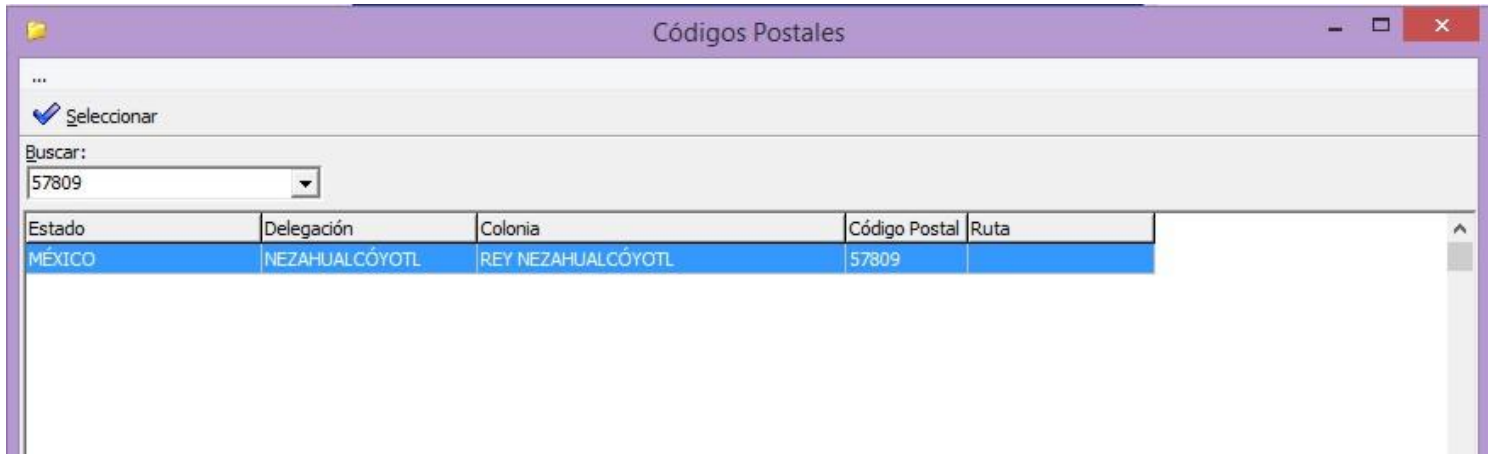 Códigos Postales
...
Seleccionar
Buscar:
57809
Estado Delegación Colonia Código Postal Ruta
MÉXICO NEZAHUALCÓYOTL REY NEZAHUALCÓYOTL 57809